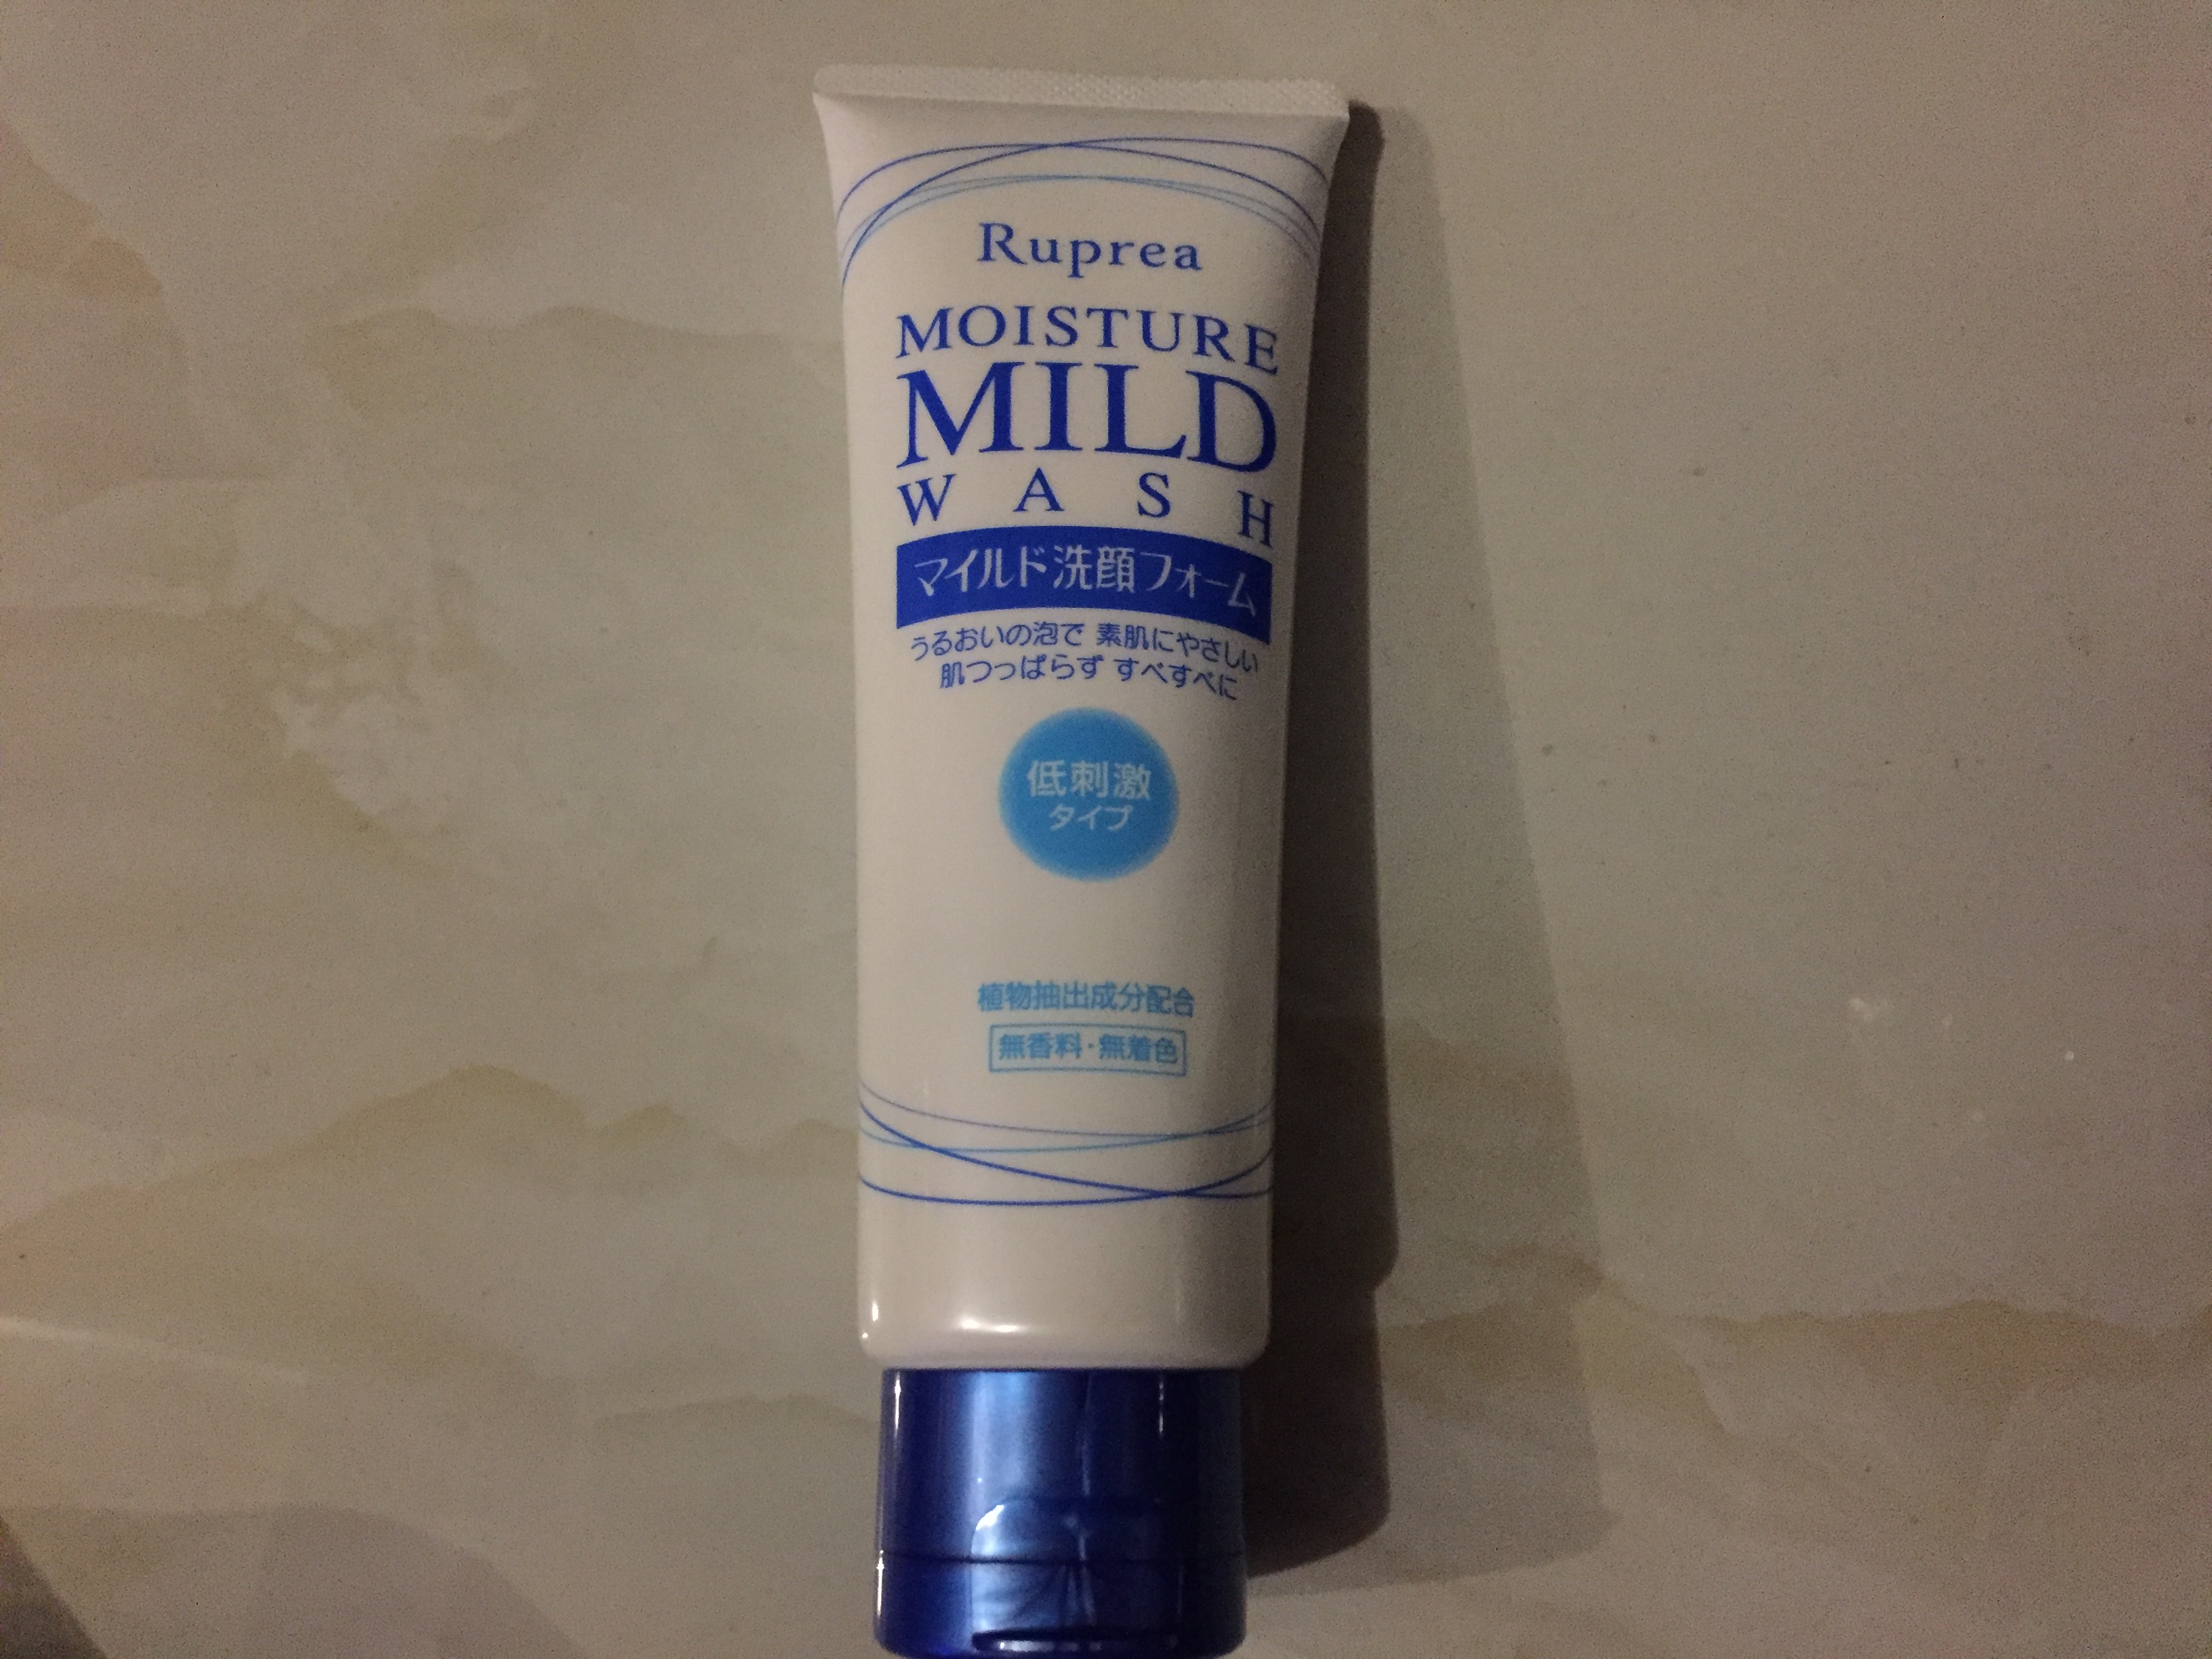 Ruprea
MOISTURE
MILD
WASH
マイルド洗顔フォーム
うるおいの泡で 素肌にやさしい
肌つっぱらず すべすべに
低刺激
タイプ
植物抽出成分配合
無香料・無着色